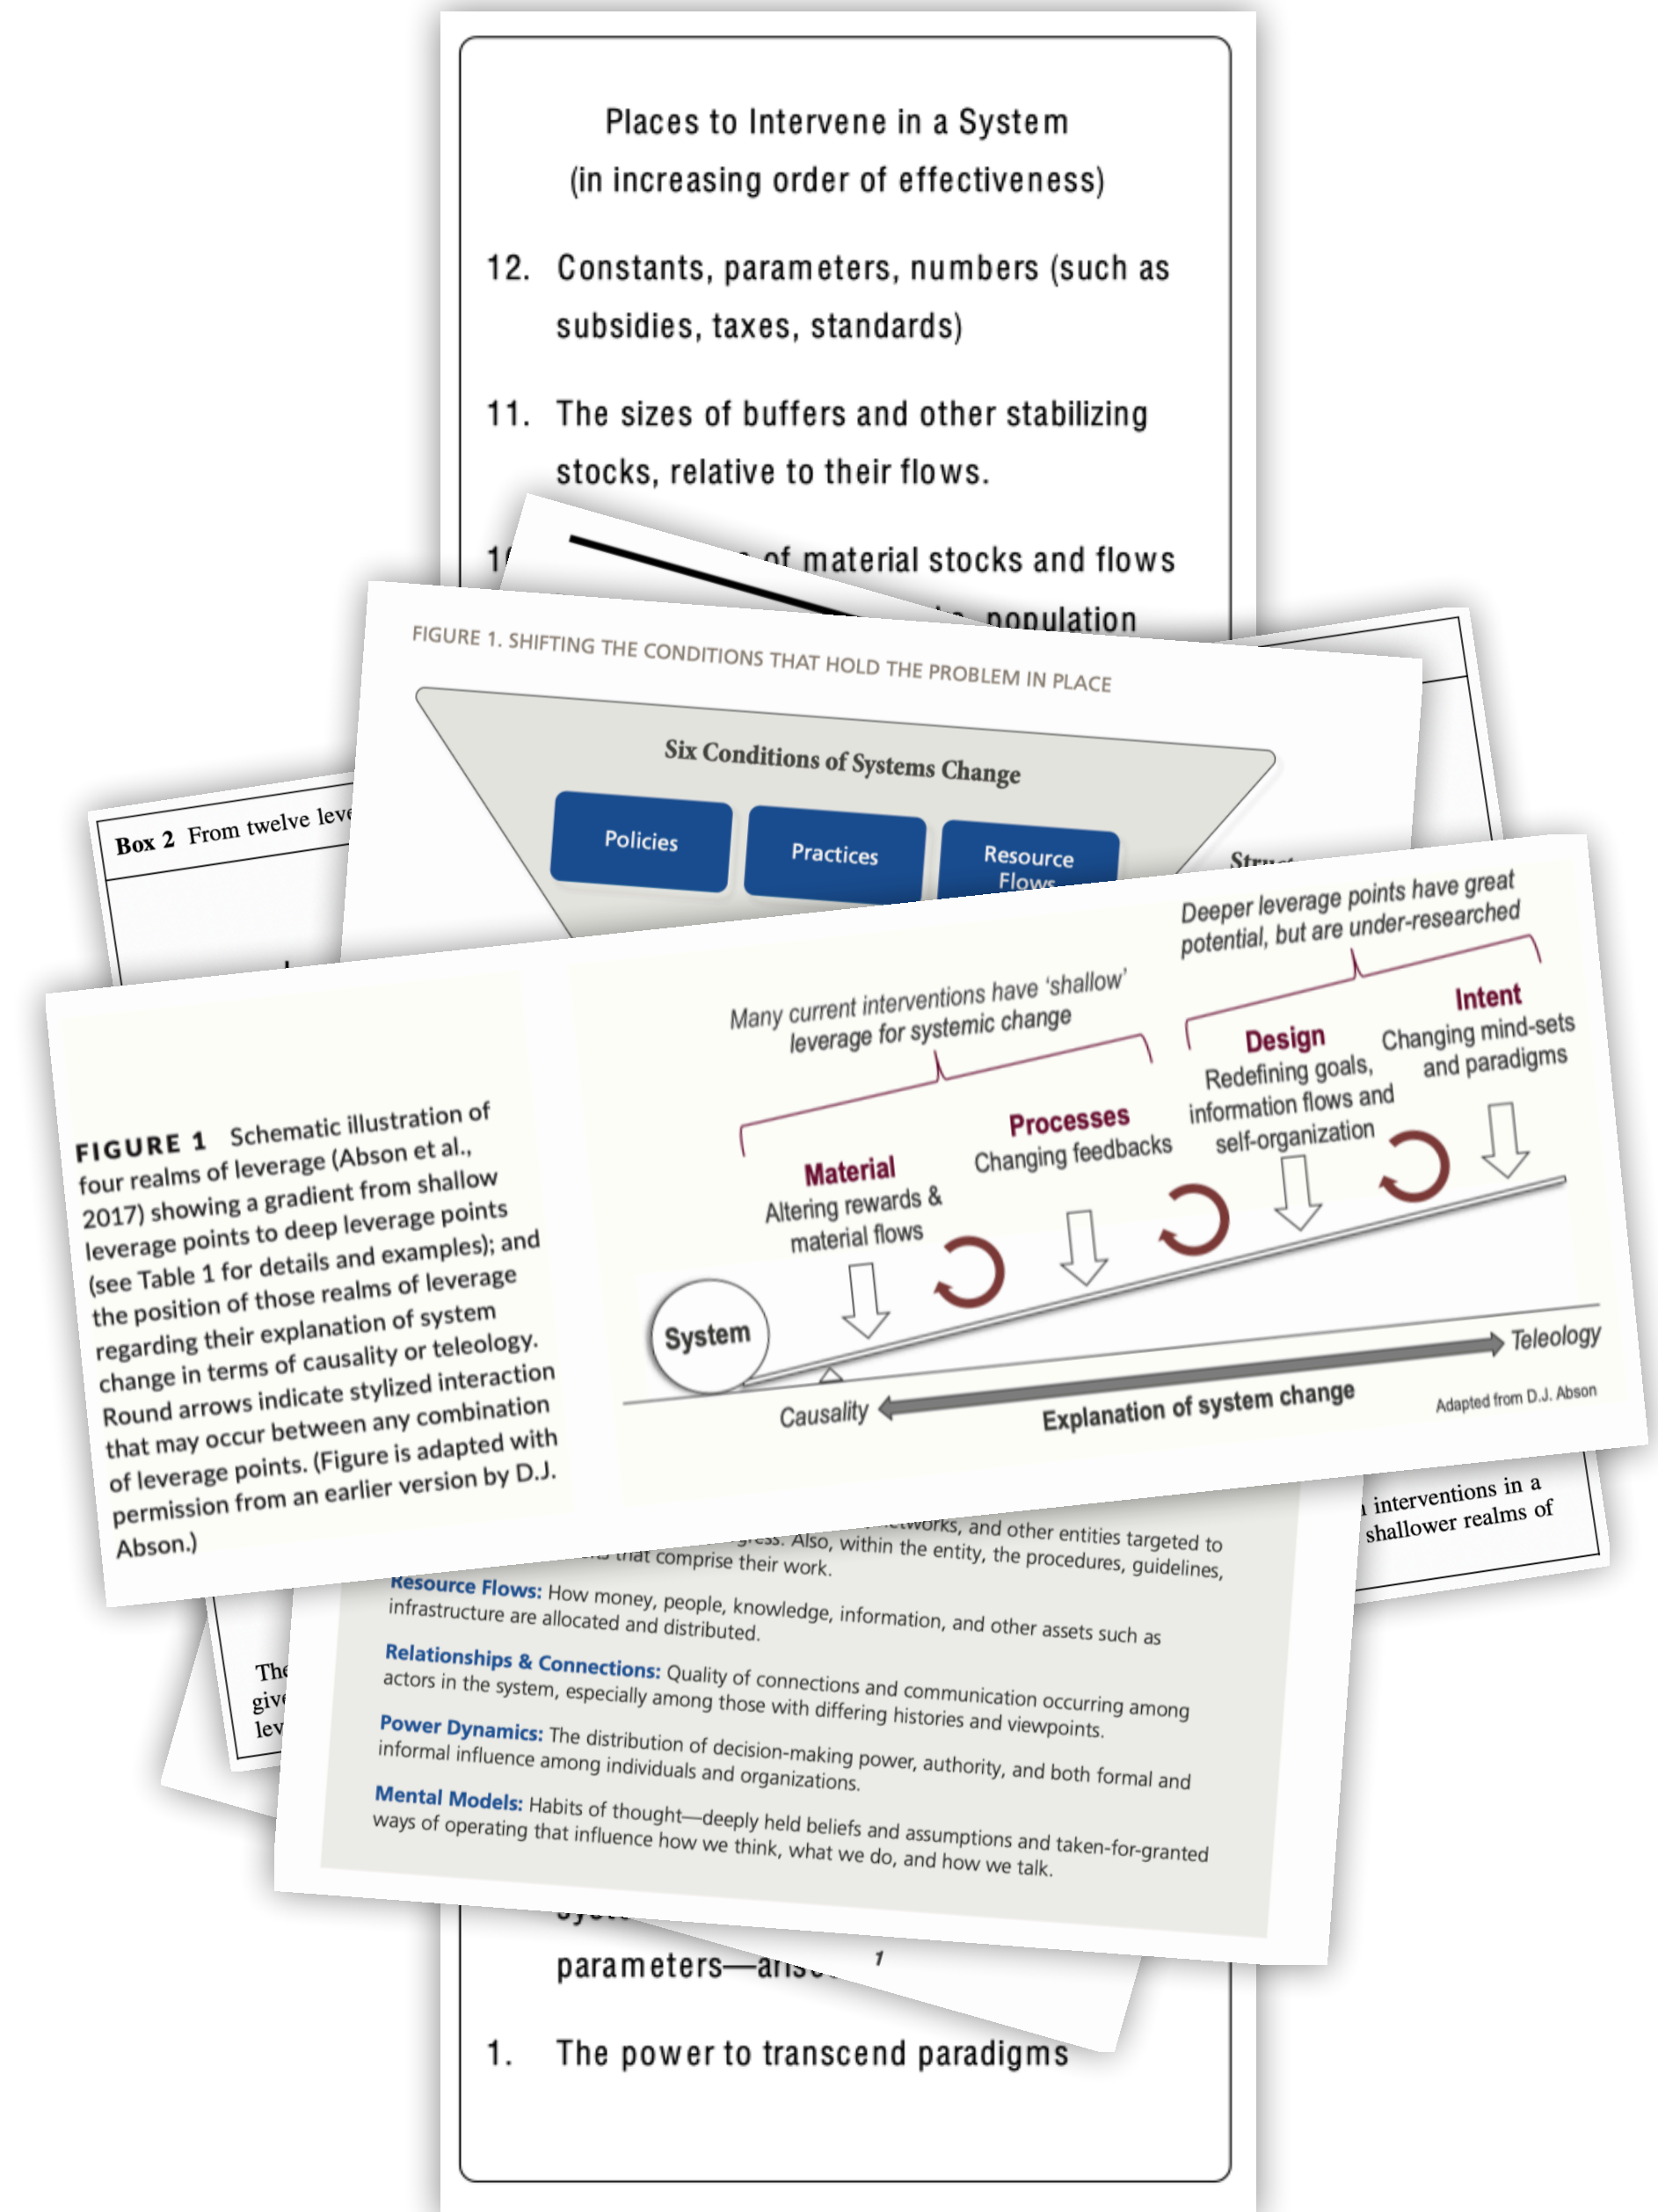 Places to Intervene in a System
(in increasing order of effectiveness)
12. Constants, parameters, numbers (such as
subsidies, taxes, standards)
11. The sizes of buffers and other stabilizing
stocks, relative to their flows.
of material stocks and flows
population
FIGURE 1. SHIFTING THE CONDITIONS THAT HOLD THE PROBLEM IN PLACE
Six Conditions of Systems Change
Policies
Practices
Resource
Flows
Box 2 From twelve
Deeper leverage points have great
potential, but are under-researched
Many current interventions have ‘shallow’
leverage for systemic change
Intent
Changing mind-sets
and paradigms
Design
Redefining goals,
information flows and
self-organization
Processes
Changing feedbacks
Material
Altering rewards &
material flows
System
Causality
Teleology
Explanation of system change
Adapted from D.J. Abson
FIGURE 1 Schematic illustration of
four realms of leverage (Abson et al.,
2017) showing a gradient from shallow
leverage points to deep leverage points
(see Table 1 for details and examples); and
the position of those realms of leverage
regarding their explanation of system
change in terms of causality or teleology.
Round arrows indicate stylized interaction
that may occur between any combination
of leverage points. (Figure is adapted with
permission from an earlier version by D.J.
Abson.)
interventions in a
shallower realms of
and other entities targeted to
Also, within the entity, the procedures, guidelines,
that comprise their work.
Resource Flows: How money, people, knowledge, information, and other assets such as
infrastructure are allocated and distributed.
Relationships & Connections: Quality of connections and communication occurring among
actors in the system, especially among those with differing histories and viewpoints.
Power Dynamics: The distribution of decision-making power, authority, and both formal and
informal influence among individuals and organizations.
Mental Models: Habits of thought—deeply held beliefs and assumptions and taken-for-granted
ways of operating that influence how we think, what we do, and how we talk.
The
parameters—
1
1. The power to transcend paradigms